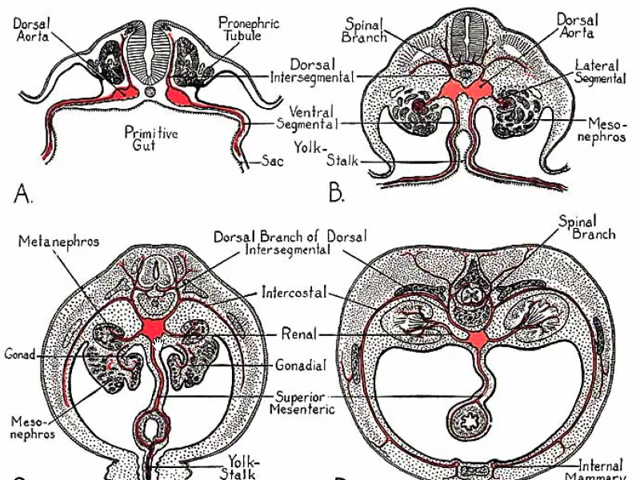 Dorsal
Aorta
Pronephric
Tubule
Dorsal
Intersegmental
Ventral
Segmental
Primitive
Gut
Yolk-
Stalk
Sac
A.
Spinal
Branch
Dorsal
Aorta
Lateral
Segmental
Meso-
nephros
B.
Metanephros
Dorsal Branch of Dorsal
Intersegmental
Spinal
Branch
Intercostal
Renal
Gonad
Gonadial
Superior
Mesenteric
Meso-
nephros
Yolk-
Stalk
Internal
Mammary